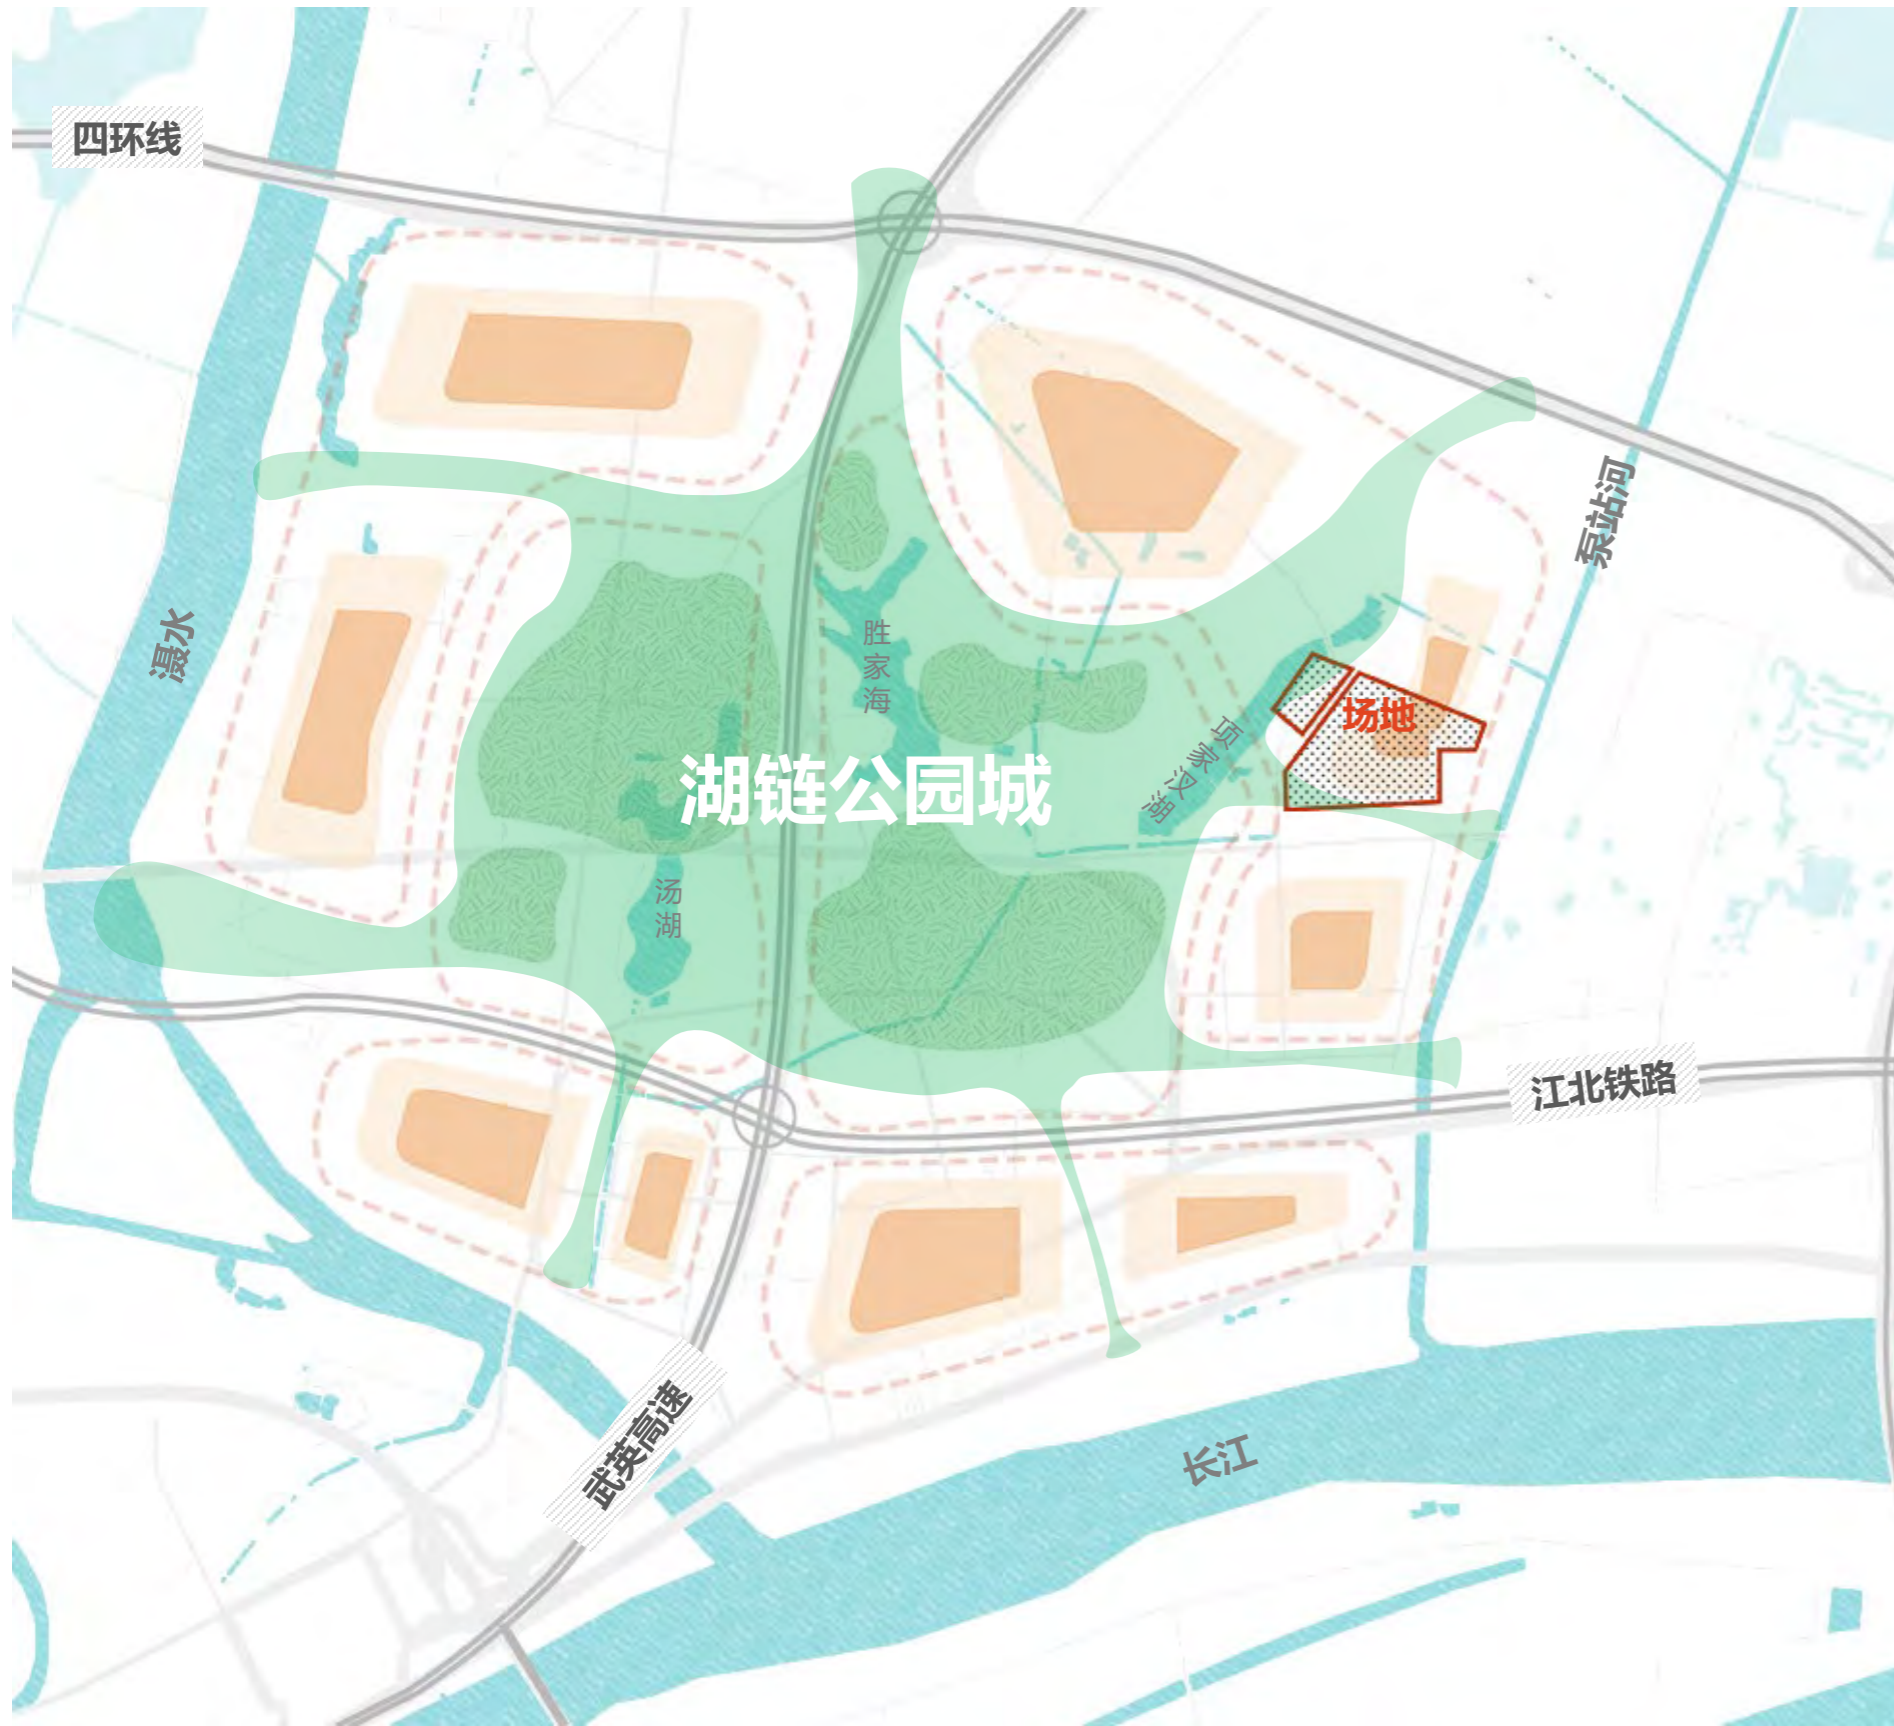 四环线
泵站河
滠水
胜家海
场地
项家汊湖
湖链公园城
汤湖
江北铁路
武英高速
长江